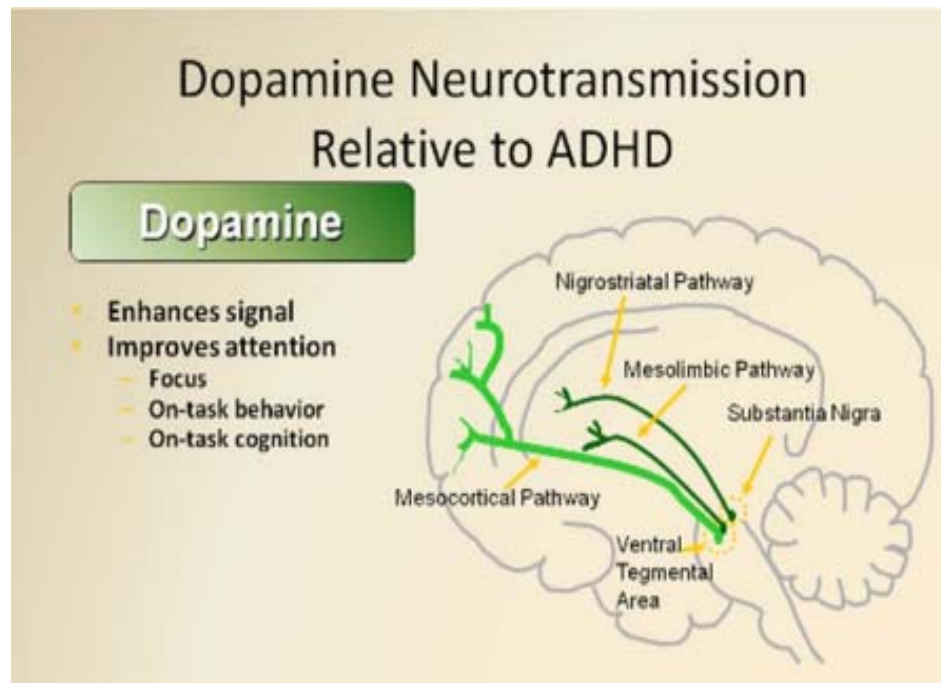 Dopamine Neurotransmission
Relative to ADHD
Dopamine
Enhances signal
Improves attention
– Focus
– On-task behavior
– On-task cognition
Nigrostriatal Pathway
Mesolimbic Pathway
Substantia Nigra
Mesocortical Pathway
Ventral
Tegmental
Area